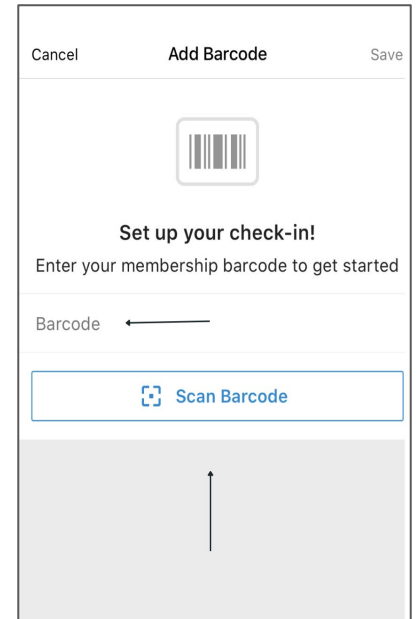 Cancel Add Barcode Save
Set up your check-in!
Enter your membership barcode to get started
Barcode
Scan Barcode